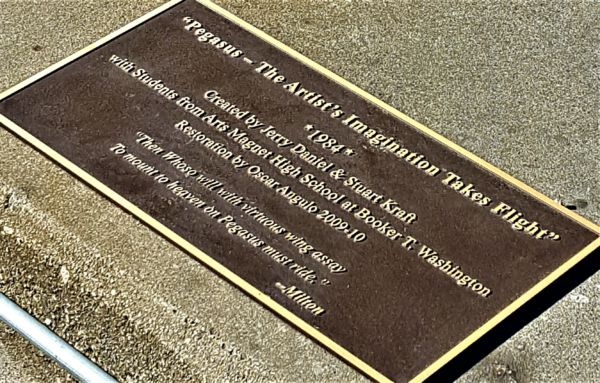 "Pegasus – The Artist's Imagination Takes Flight"
*1984*
Created by Jerry Daniel & Stuart Kraft
with Students from Arts Magnet High School at Booker T. Washington
Restoration by Oscar Angulo 2009-10
"Then Whose will with virtuous wing assay
To mount to heaven on Pegasus must ride."
~Milton